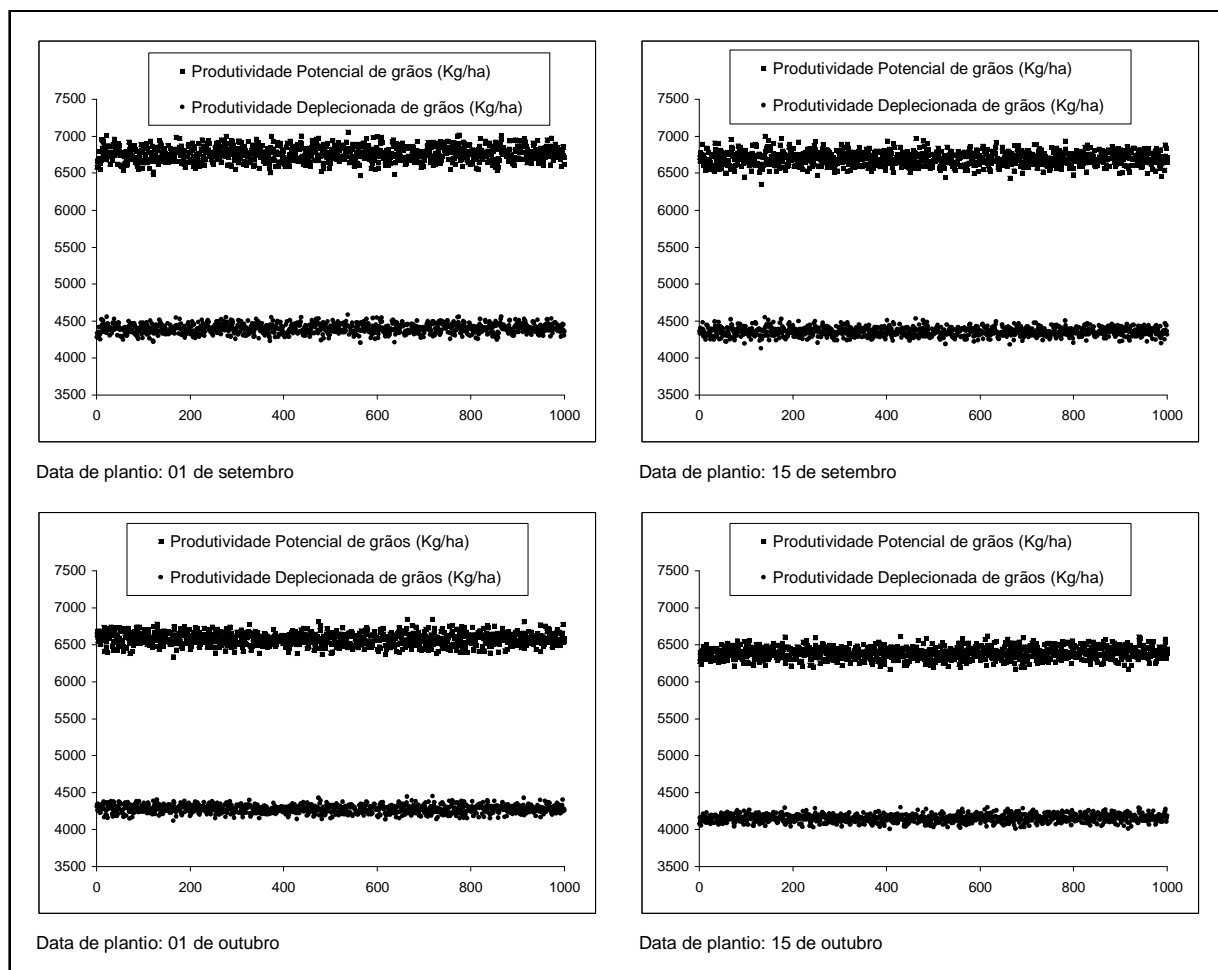 Produtividade Potencial de grãos (Kg/ha)
Produtividade Deplecionada de grãos (Kg/ha)
7500
7000
6500
6000
5500
5000
4500
4000
3500
0 200 400 600 800 1000
Data de plantio: 01 de setembro
Produtividade Potencial de grãos (Kg/ha)
Produtividade Deplecionada de grãos (Kg/ha)
7500
7000
6500
6000
5500
5000
4500
4000
3500
0 200 400 600 800 1000
Data de plantio: 15 de setembro
Produtividade Potencial de grãos (Kg/ha)
Produtividade Deplecionada de grãos (Kg/ha)
7500
7000
6500
6000
5500
5000
4500
4000
3500
0 200 400 600 800 1000
Data de plantio: 01 de outubro
Produtividade Potencial de grãos (Kg/ha)
Produtividade Deplecionada de grãos (Kg/ha)
7500
7000
6500
6000
5500
5000
4500
4000
3500
0 200 400 600 800 1000
Data de plantio: 15 de outubro